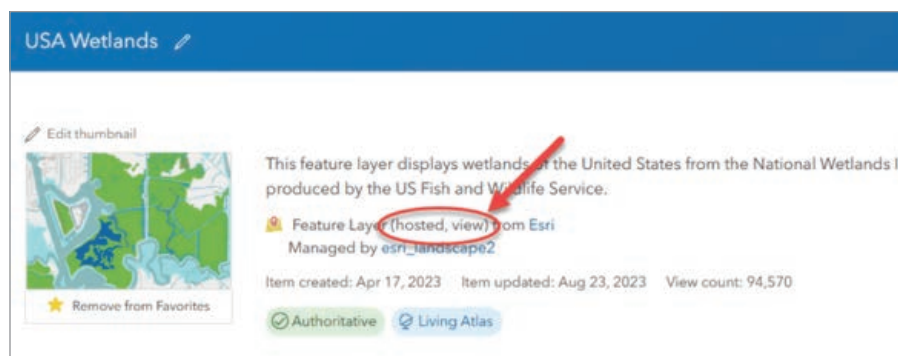 USA Wetlands
Edit thumbnail
This feature layer displays wetlands of the United States from the National Wetlands
produced by the US Fish and Wildlife Service.
Feature Layer (hosted, view) from Esri
Managed by esri_landscape2
Item created: Apr 17, 2023 Item updated: Aug 23, 2023 View count: 94,570
Remove from Favorites
Authoritative Living Atlas